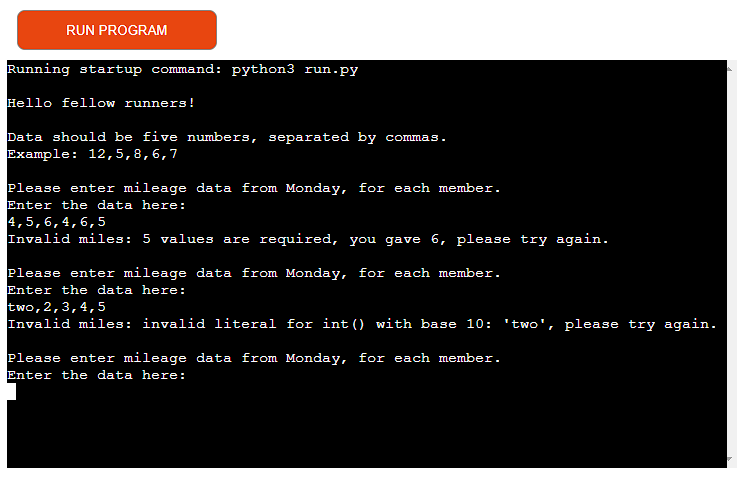 RUN PROGRAM
Running startup command: python3 run.py
Hello fellow runners!
Data should be five numbers, separated by commas.
Example: 12,5,8,6,7
Please enter mileage data from Monday, for each member.
Enter the data here:
4,5,6,4,6,5
Invalid miles: 5 values are required, you gave 6, please try again.
Please enter mileage data from Monday, for each member.
Enter the data here:
two,2,3,4,5
Invalid miles: invalid literal for int() with base 10: 'two', please try again.
Please enter mileage data from Monday, for each member.
Enter the data here: